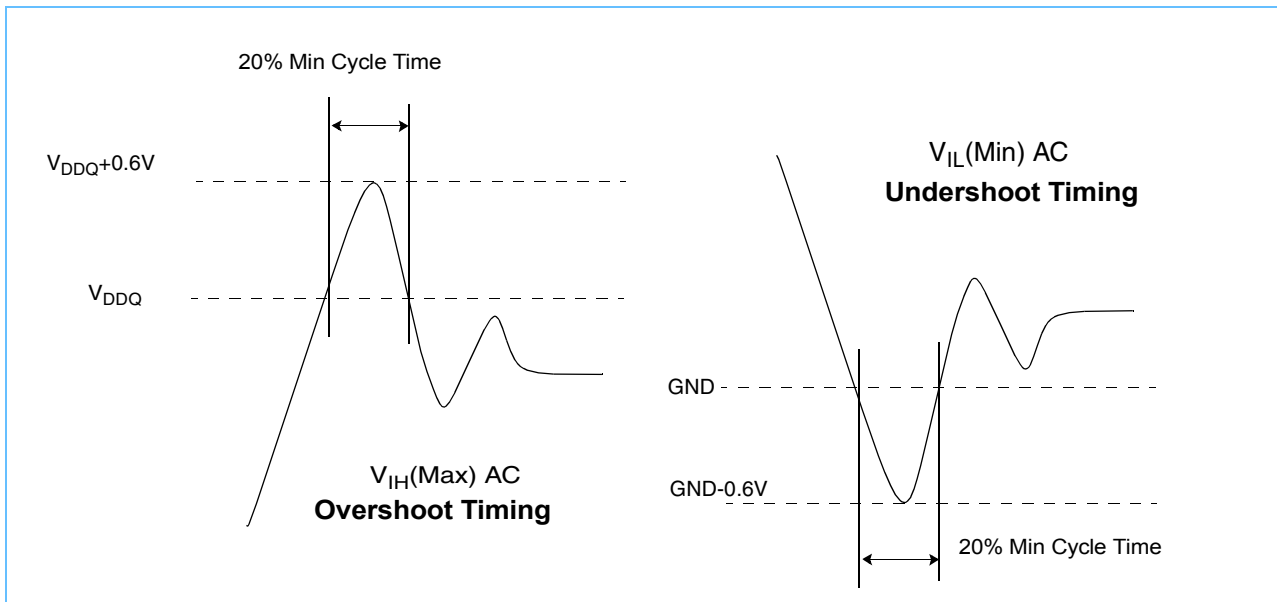 20% Min Cycle Time
VDDQ+0.6V
VDDQ
VIH(Max) AC
Overshoot Timing
VIL(Min) AC
Undershoot Timing
GND
GND-0.6V
20% Min Cycle Time